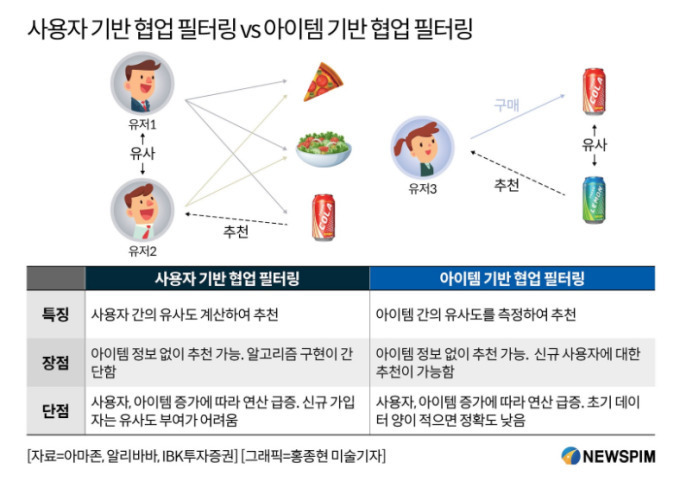 사용자 기반 협업 필터링 vs 아이템 기반 협업 필터링
유저1
유사
유저2
추천
COLA
유저3
구매
추천
COLA
유사
LEMON
사용자 기반 협업 필터링
아이템 기반 협업 필터링
특징
사용자 간의 유사도 계산하여 추천
아이템 간의 유사도를 측정하여 추천
장점
아이템 정보 없이 추천 가능. 알고리즘 구현이 간
단함
아이템 정보 없이 추천 가능. 신규 사용자에 대한
추천이 가능함
단점
사용자, 아이템 증가에 따라 연산 급증. 신규 가입
자는 유사도 부여가 어려움
사용자, 아이템 증가에 따라 연산 급증. 초기 데이
터 양이 적으면 정확도 낮음
[자료=아마존, 알리바바, IBK투자증권] [그래픽=홍종현 미술기자]
NEWSPIM